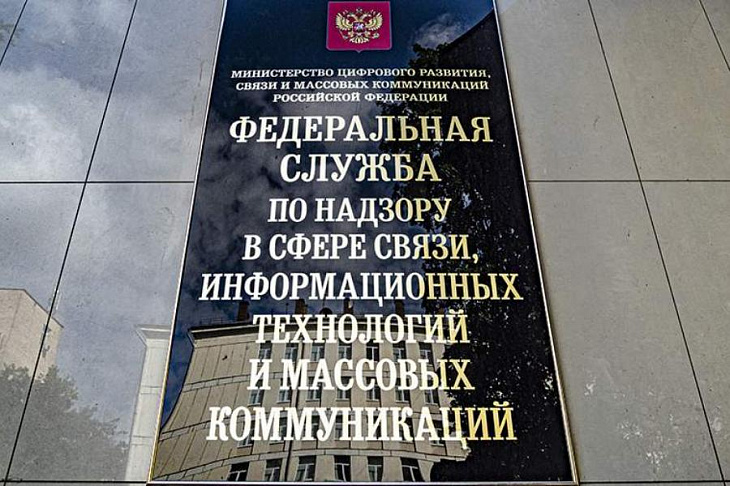 МИНИСТЕРСТВО ЦИФРОВОГО РАЗВИТИЯ,
СВЯЗИ И МАССОВЫХ КОММУНИКАЦИЙ
РОССИЙСКОЙ ФЕДЕРАЦИИ
ФЕДЕРАЛЬНАЯ
СЛУЖБА
ПО НАДЗОРУ
В СФЕРЕ СВЯЗИ,
ИНФОРМАЦИОННЫХ
ТЕХНОЛОГИЙ
И МАССОВЫХ
КОММУНИКАЦИЙ